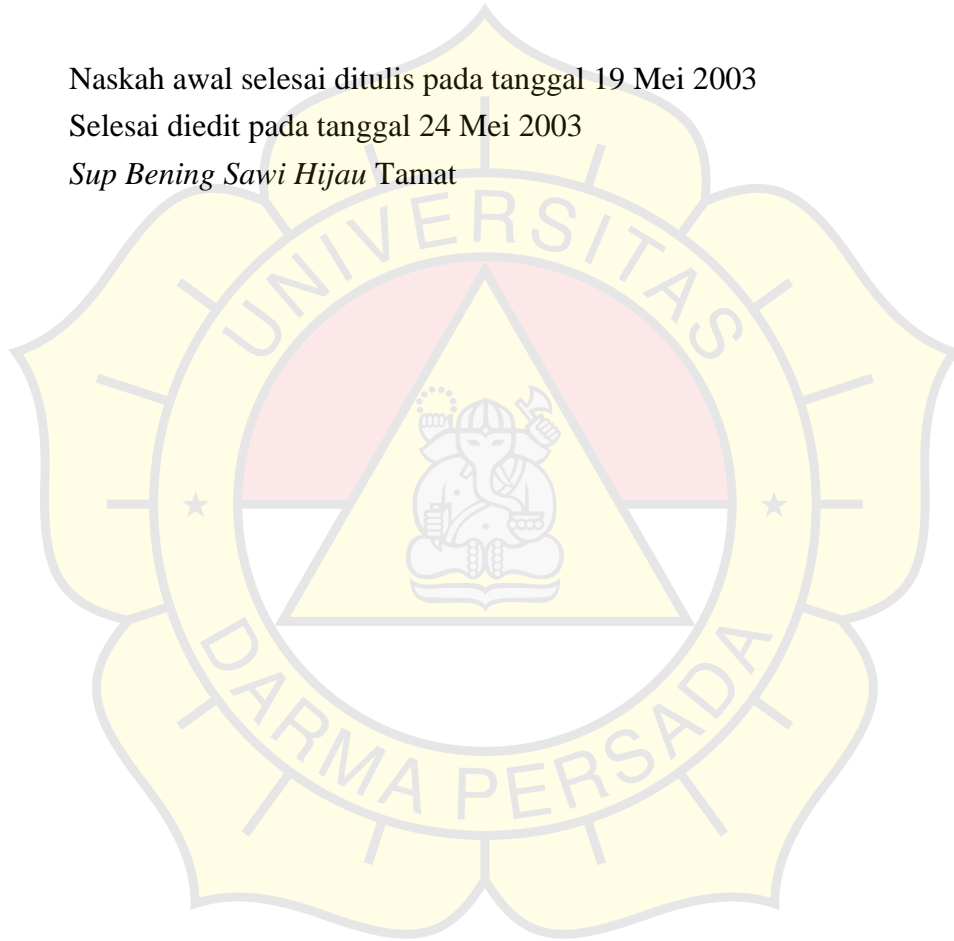 Naskah awal selesai ditulis pada tanggal 19 Mei 2003
Selesai diedit pada tanggal 24 Mei 2003
Sup Bening Sawi Hijau Tamat
UNIVERSITAS
DARMA PERSADA